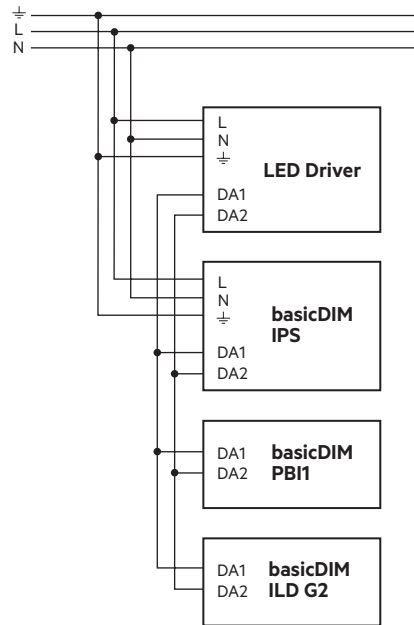 ⏚
L
N
L
N
⏚
LED Driver
DA1
DA2
L
N
⏚
basicDIM
IPS
DA1
DA2
DA1
basicDIM
DA2
PBI1
DA1
basicDIM
DA2
ILD G2